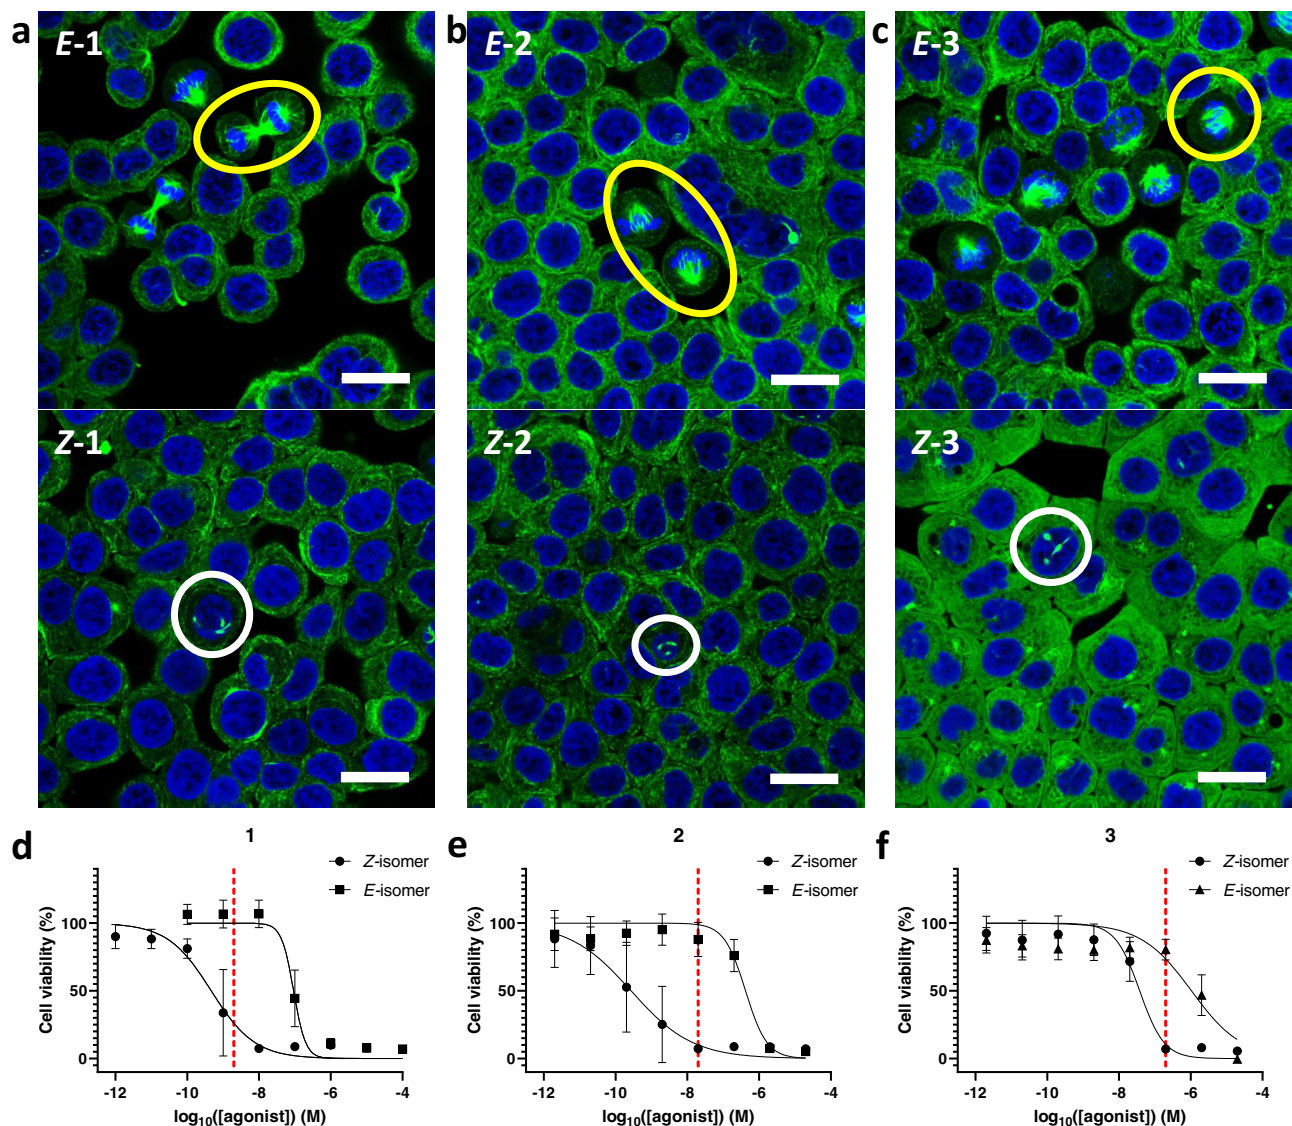 a
E-1
b
E-2
c
E-3
Z-1
Z-2
Z-3
d
1
Z-isomer
E-isomer
Cell viability (%)
100
50
0
-12
-10
-8
-6
-4
log10([agonist]) (M)
e
2
Z-isomer
E-isomer
Cell viability (%)
100
50
0
-12
-10
-8
-6
-4
log10([agonist]) (M)
f
3
Z-isomer
E-isomer
Cell viability (%)
100
50
0
-12
-10
-8
-6
-4
log10([agonist]) (M)